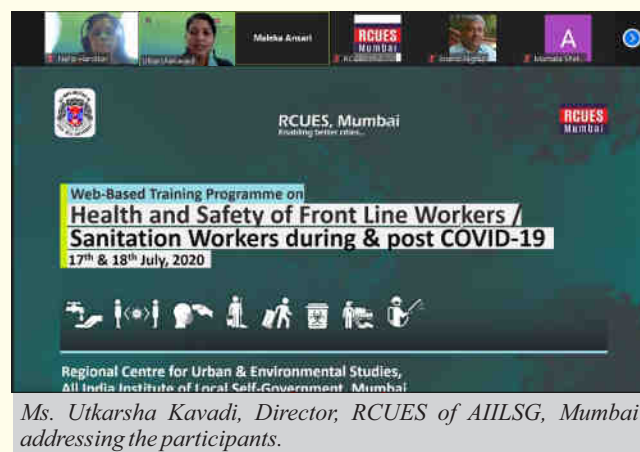 Utkarsha Kavadi
Maleka Ansari
RCUES
Mumbai
A
RCUES, Mumbai
Enabling better cities...
RCUES
Mumbai
Web-Based Training Programme on
Health and Safety of Front Line Workers /
Sanitation Workers during & post COVID-19
17th & 18th July, 2020
Regional Centre for Urban & Environmental Studies,
All India Institute of Local Self-Government, Mumbai
Ms. Utkarsha Kavadi, Director, RCUES of AIILSG, Mumbai
addressing the participants.